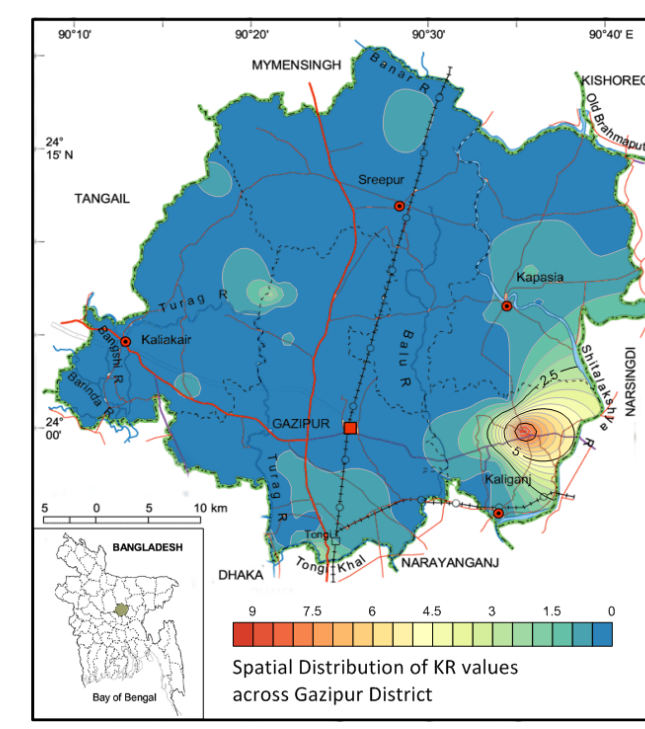 90°10' 90°20' 90°30' 90°40' E
MYMENSINGH
Banar R
KISHOREG
Old Brahmaput
24°
15' N
Sreepur
TANGAIL
Kapasia
Turag R
Kaliakair
Bangshi R
Balu R
Shitalakshya R
NARSINGDI
2.5
Barinda R
24°
00'
GAZIPUR
5
Turag R
Kaliganj
5 0 5 10 km
Tongi
Tongi Khal
NARAYANGANJ
DHAKA
BANGLADESH
Bay of Bengal
9 7.5 6 4.5 3 1.5 0
Spatial Distribution of KR values
across Gazipur District